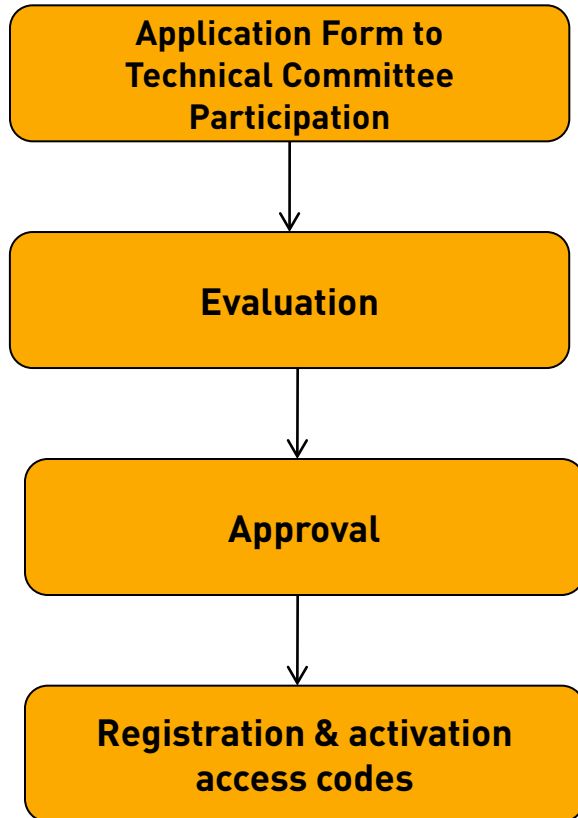 Application Form to
Technical Committee
Participation
Evaluation
Approval
Registration & activation
access codes